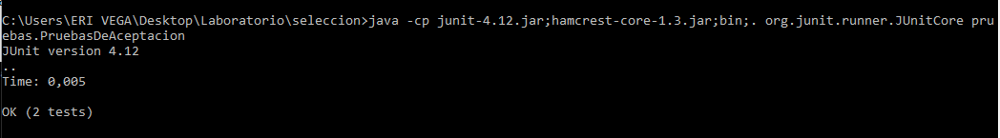 C:\Users\ERI VEGA\Desktop\Laboratorio\seleccion>java -cp junit-4.12.jar;hamcrest-core-1.3.jar;bin;. org.junit.runner.JUnitCore pru
ebas.PruebasDeAceptacion
JUnit version 4.12
..
Time: 0,005
OK (2 tests)